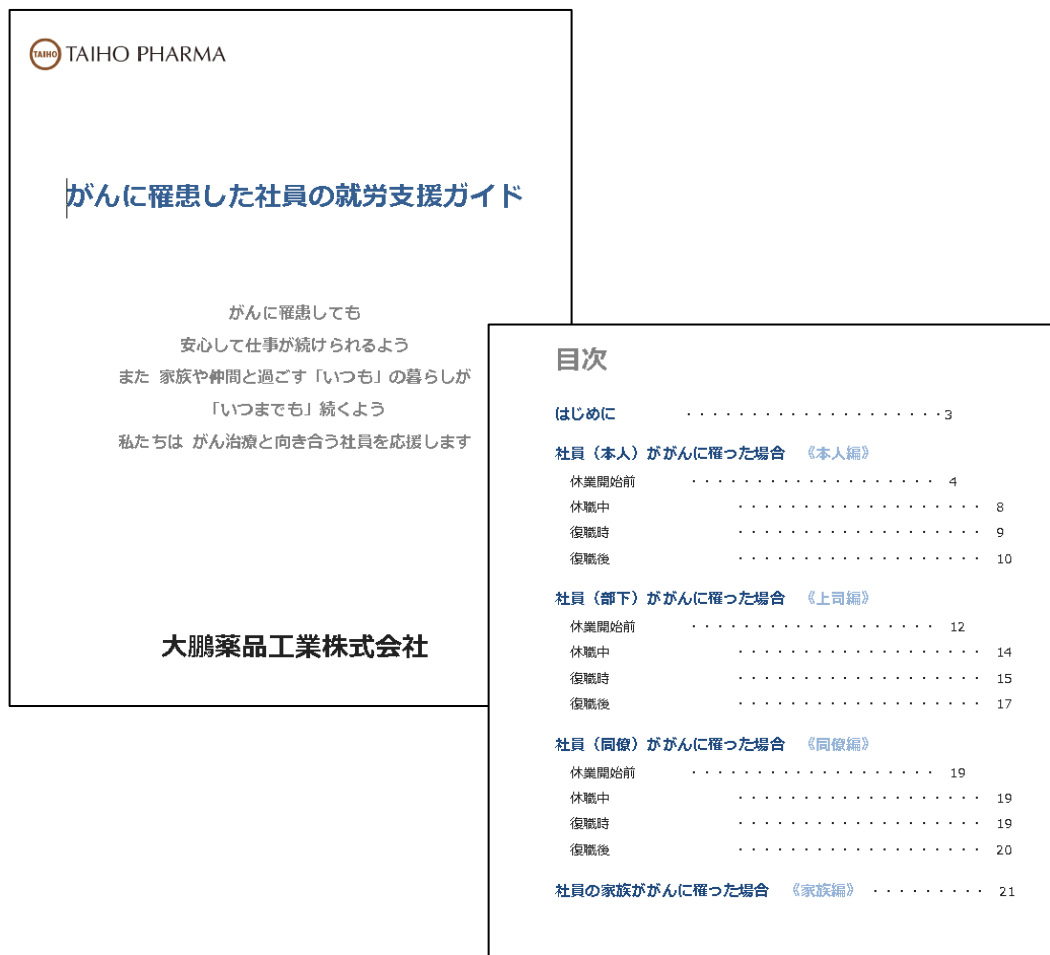 TAIHO TAIHO PHARMA
がんに罹患した社員の就労支援ガイド
がんに罹患しても
安心して仕事が続けられるよう
また 家族や仲間と過ごす「いつも」の暮らしが
「いつまでも」続くよう
私たちは がん治療と向き合う社員を応援します
大鵬薬品工業株式会社
目次
はじめに ・・・・・・・・・・・・・・・・・・・・3
社員（本人）ががんに罹った場合 《本人編》
休業開始前 ・・・・・・・・・・・・・・・・・・・ 4
休職中 ・・・・・・・・・・・・・・・・・・・ 8
復職時 ・・・・・・・・・・・・・・・・・・・ 9
復職後 ・・・・・・・・・・・・・・・・・・・ 10
社員（部下）ががんに罹った場合 《上司編》
休業開始前 ・・・・・・・・・・・・・・・・・・・ 12
休職中 ・・・・・・・・・・・・・・・・・・・ 14
復職時 ・・・・・・・・・・・・・・・・・・・ 15
復職後 ・・・・・・・・・・・・・・・・・・・ 17
社員（同僚）ががんに罹った場合 《同僚編》
休業開始前 ・・・・・・・・・・・・・・・・・・・ 19
休職中 ・・・・・・・・・・・・・・・・・・・ 19
復職時 ・・・・・・・・・・・・・・・・・・・ 19
復職後 ・・・・・・・・・・・・・・・・・・・ 20
社員の家族ががんに罹った場合 《家族編》 ・・・・・・・・・ 21